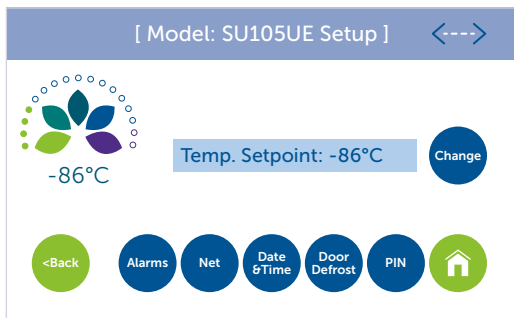 [ Model: SU105UE Setup ]
-86°C
Temp. Setpoint: -86°C
Change
<Back
Alarms
Net
Date
&Time
Door
Defrost
PIN